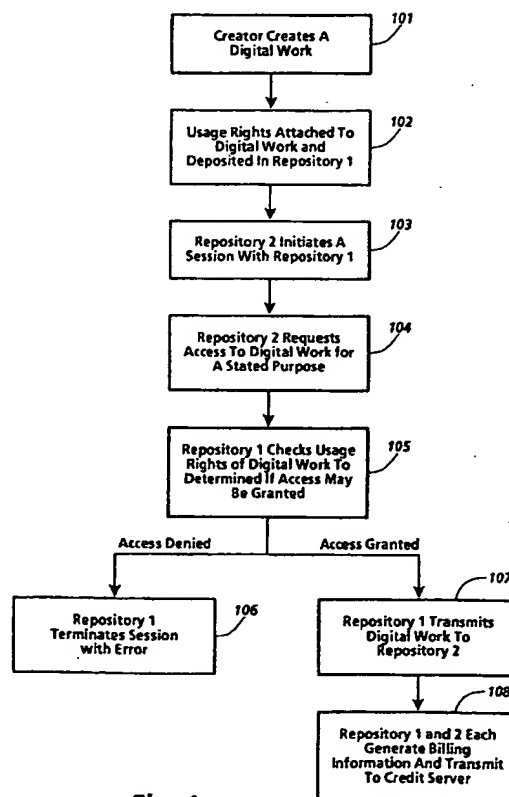 101
Creator Creates A
Digital Work
102
Usage Rights Attached To
Digital Work and
Deposited In Repository 1
103
Repository 2 Initiates A
Session With Repository 1
104
Repository 2 Requests
Access To Digital Work for
A Stated Purpose
105
Repository 1 Checks Usage
Rights of Digital Work To
Determined If Access May
Be Granted
Access Denied
Access Granted
106
Repository 1
Terminates Session
with Error
107
Repository 1 Transmits
Digital Work To
Repository 2
108
Repository 1 and 2 Each
Generate Billing
Information And Transmit
To Credit Server